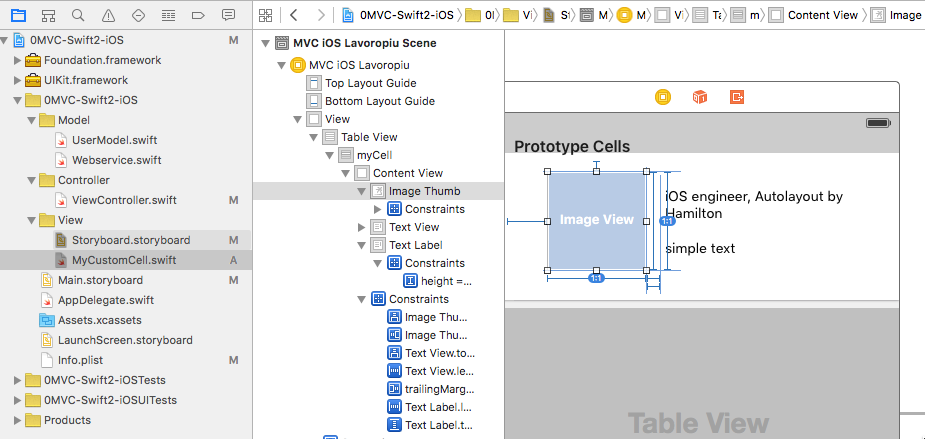 0MVC-Swift2-iOS
M
Foundation.framework
UIKit.framework
0MVC-Swift2-iOS
Model
UserModel.swift
Webservice.swift
Controller
ViewController.swift
M
View
Storyboard.storyboard
M
MyCustomCell.swift
A
Main.storyboard
M
AppDelegate.swift
Assets.xcassets
LaunchScreen.storyboard
Info.plist
M
0MVC-Swift2-iOSTests
0MVC-Swift2-iOSUITests
Products
0MVC-Swift2-iOS
0I
Vi
St
M
M
Vi
Ta
m
Content View
Image
MVC iOS Lavoropiu Scene
MVC iOS Lavoropiu
Top Layout Guide
Bottom Layout Guide
View
Table View
myCell
Content View
Image Thumb
Constraints
Text View
Text Label
Constraints
height =...
Constraints
Image Thu...
Image Thu...
Text View.to...
Text View.le...
trailingMarg...
Text Label.l...
Text Label.t...
Prototype Cells
Image View
iOS engineer, Autolayout by
Hamilton
1:1
simple text
1:1
Table View